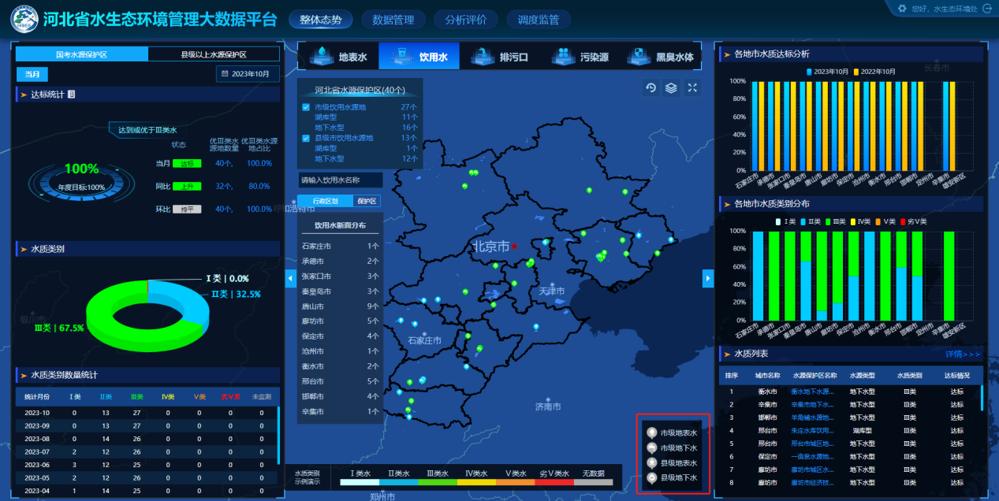 河北省水生态环境管理大数据平台
整体态势 数据管理 分析评价 调度监管
您好，水生态环境处
国考水源保护区 县级以上水源保护区
当月 2023年10月
达标统计
达到或优于Ⅲ类水
状态 优Ⅲ类水源地数量 优Ⅲ类水源地占比
100%
年度目标:100%
当月 达标 40个, 100.0%
同比 上升 32个, 80.0%
环比 持平 40个, 100.0%
水质类别
Ⅰ类 | 0.0%
Ⅱ类 | 32.5%
Ⅲ类 | 67.5%
水质类别数量统计
统计月份 Ⅰ类 Ⅱ类 Ⅲ类 Ⅳ类 Ⅴ类 劣Ⅴ类 未监测
2023-10 0 13 27 0 0 0 0
2023-09 0 13 27 0 0 0 0
2023-08 0 14 26 0 0 0 0
2023-07 2 12 26 0 0 0 0
2023-06 3 12 25 0 0 0 0
2023-05 2 12 26 0 0 0 0
2023-04 1 14 25 0 0 0 0
地表水 饮用水 排污口 污染源 黑臭水体
河北省水源保护区(40个)
市级饮用水源地 27个
湖库型 11个
地下水型 16个
县级市饮用水源地 13个
湖库型 1个
地下水型 12个
请输入饮用水名称
行政区划 保护区
饮用水断面分布
石家庄市 1个
承德市 2个
张家口市 3个
秦皇岛市 3个
唐山市 9个
廊坊市 5个
保定市 4个
沧州市 1个
衡水市 2个
邢台市 5个
邯郸市 4个
辛集市 1个
呼和浩特市
银川市
北京市
天津市
石家庄市
济南市
郑州市
长春市
市级地表水
市级地下水
县级地表水
县级地下水
水质类别
示例演示
Ⅰ类水 Ⅱ类水 Ⅲ类水 Ⅳ类水 Ⅴ类水 劣Ⅴ类水 无数据
各地市水质达标分析
2023年10月 2022年10月
100%
80%
60%
40%
20%
0%
石家庄市 承德市 张家口市 秦皇岛市 唐山市 廊坊市 保定市 沧州市 衡水市 邢台市 邯郸市 定州市 辛集市 雄安新区
各地市水质类别分布
Ⅰ类 Ⅱ类 Ⅲ类 Ⅳ类 Ⅴ类 劣Ⅴ类
100%
80%
60%
40%
20%
0%
石家庄市 承德市 张家口市 秦皇岛市 唐山市 廊坊市 保定市 沧州市 衡水市 邢台市 邯郸市 定州市 辛集市 雄安新区
水质列表 详情>>>
排序 城市名称 水源保护区名称 水源类型 水质类别 达标情况
1 衡水市 衡水地下水源... 地下水型 Ⅲ类 达标
2 辛集市 辛集市地下水... 地下水型 Ⅲ类 达标
3 邯郸市 羊角铺水源地... 地下水型 Ⅲ类 达标
4 邢台市 朱庄水库饮用... 湖库型 Ⅲ类 达标
5 邢台市 邢台市城区地... 地下水型 Ⅲ类 达标
6 保定市 一亩泉水源地... 地下水型 Ⅲ类 达标
7 廊坊市 廊坊市城区水... 地下水型 Ⅲ类 达标
8 廊坊市 廊坊市经济技... 地下水型 Ⅲ类 达标